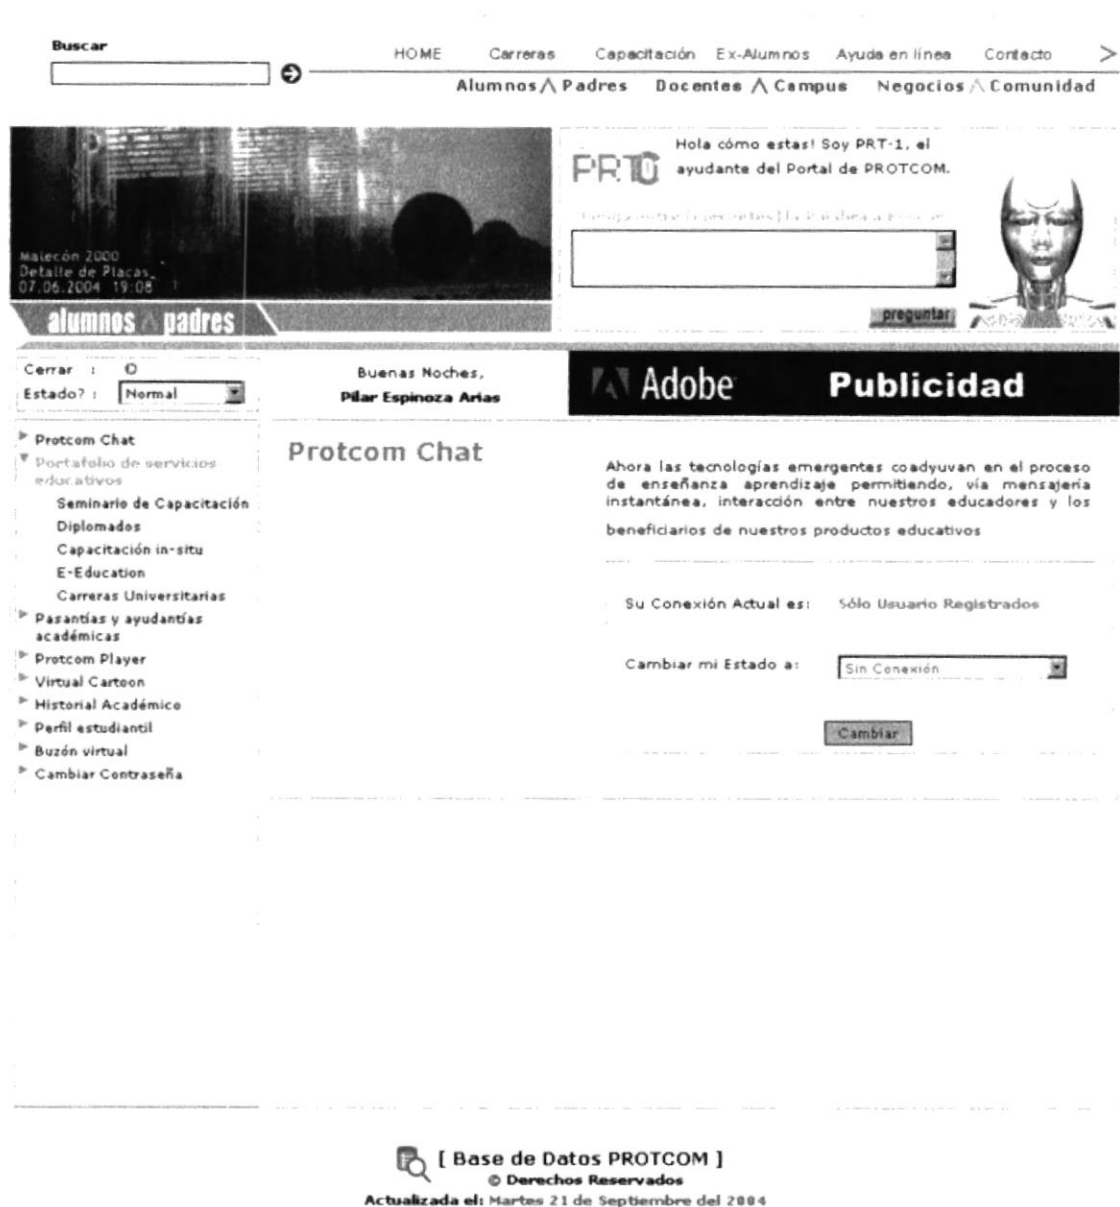 Buscar
HOME Carreras Capacitación Ex-Alumnos Ayuda en línea Contacto >
Alumnos Padres Docentes Campus Negocios Comunidad
Malecón 2000
Detalle de Placas
07.06.2004 19:08
alumnos padres
Hola cómo estas! Soy PRT-1, el
ayudante del Portal de PROTCOM.
preguntar
Cerrar :
Estado? : Normal
Buenas Noches,
Pilar Espinoza Arias
Adobe Publicidad
Protcom Chat
Portafolio de servicios
educativos
Seminario de Capacitación
Diplomados
Capacitación in-situ
E-Education
Carreras Universitarias
Pasantías y ayudantías
académicas
Protcom Player
Virtual Cartoon
Historial Académico
Perfil estudiantil
Buzón virtual
Cambiar Contraseña
Protcom Chat
Ahora las tecnologías emergentes coadyuvan en el proceso
de enseñanza aprendizaje permitiendo, vía mensajería
instantánea, interacción entre nuestros educadores y los
beneficiarios de nuestros productos educativos
Su Conexión Actual es: Sólo Usuario Registrados
Cambiar mi Estado a: Sin Conexión
Cambiar
[ Base de Datos PROTCOM ]
© Derechos Reservados
Actualizada el: Martes 21 de Septiembre del 2004